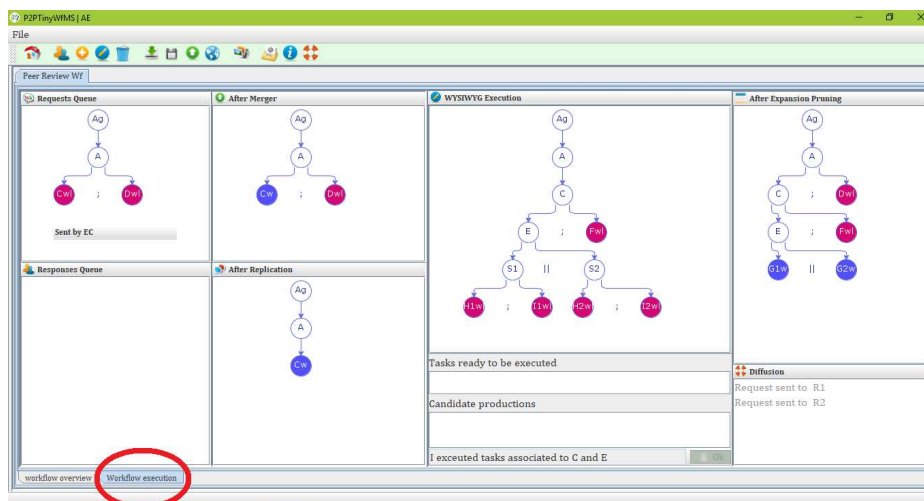 P2PTinyWfMS | AE
File
Peer Review Wf
Requests Queue
Ag
A
Cwl ; Dwl
Sent by EC
After Merger
Ag
A
Cw ; Dwl
WYSIWYG Execution
Ag
A
C
E ; Fwl
S1 || S2
H1wl ; I1wl H2wl ; I2wl
After Expansion Pruning
Ag
A
C ; Dwl
E ; Fwl
G1w || G2w
Responses Queue
After Replication
Ag
A
Cw
Tasks ready to be executed
Candidate productions
I exceuted tasks associated to C and E
Ok
Diffusion
Request sent to R1
Request sent to R2
workflow overview
Workflow execution